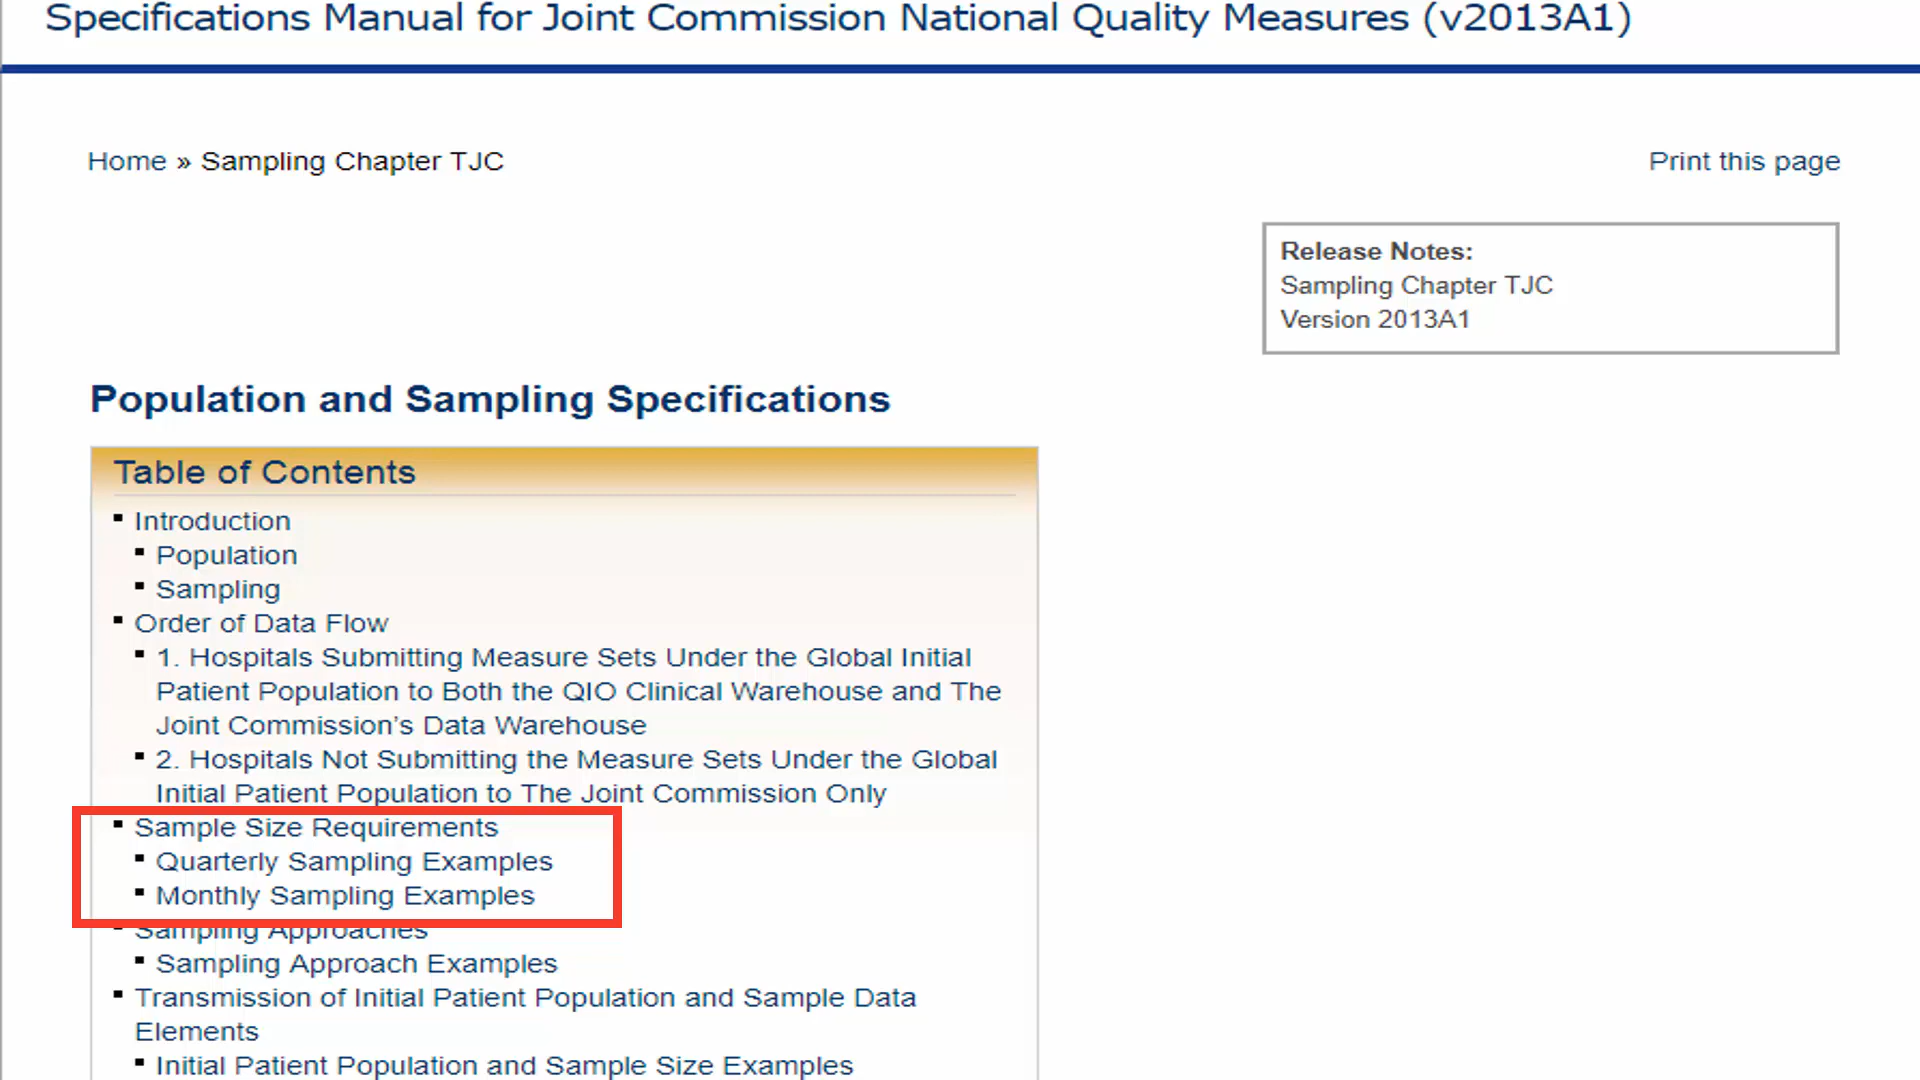 Specifications Manual for Joint Commission National Quality Measures (v2013A1)
Home » Sampling Chapter TJC
Print this page
Release Notes:
Sampling Chapter TJC
Version 2013A1
Population and Sampling Specifications
Table of Contents
Introduction
Population
Sampling
Order of Data Flow
1. Hospitals Submitting Measure Sets Under the Global Initial
Patient Population to Both the QIO Clinical Warehouse and The
Joint Commission's Data Warehouse
2. Hospitals Not Submitting the Measure Sets Under the Global
Initial Patient Population to The Joint Commission Only
Sample Size Requirements
Quarterly Sampling Examples
Monthly Sampling Examples
Sampling Approaches
Sampling Approach Examples
Transmission of Initial Patient Population and Sample Data
Elements
Initial Patient Population and Sample Size Examples